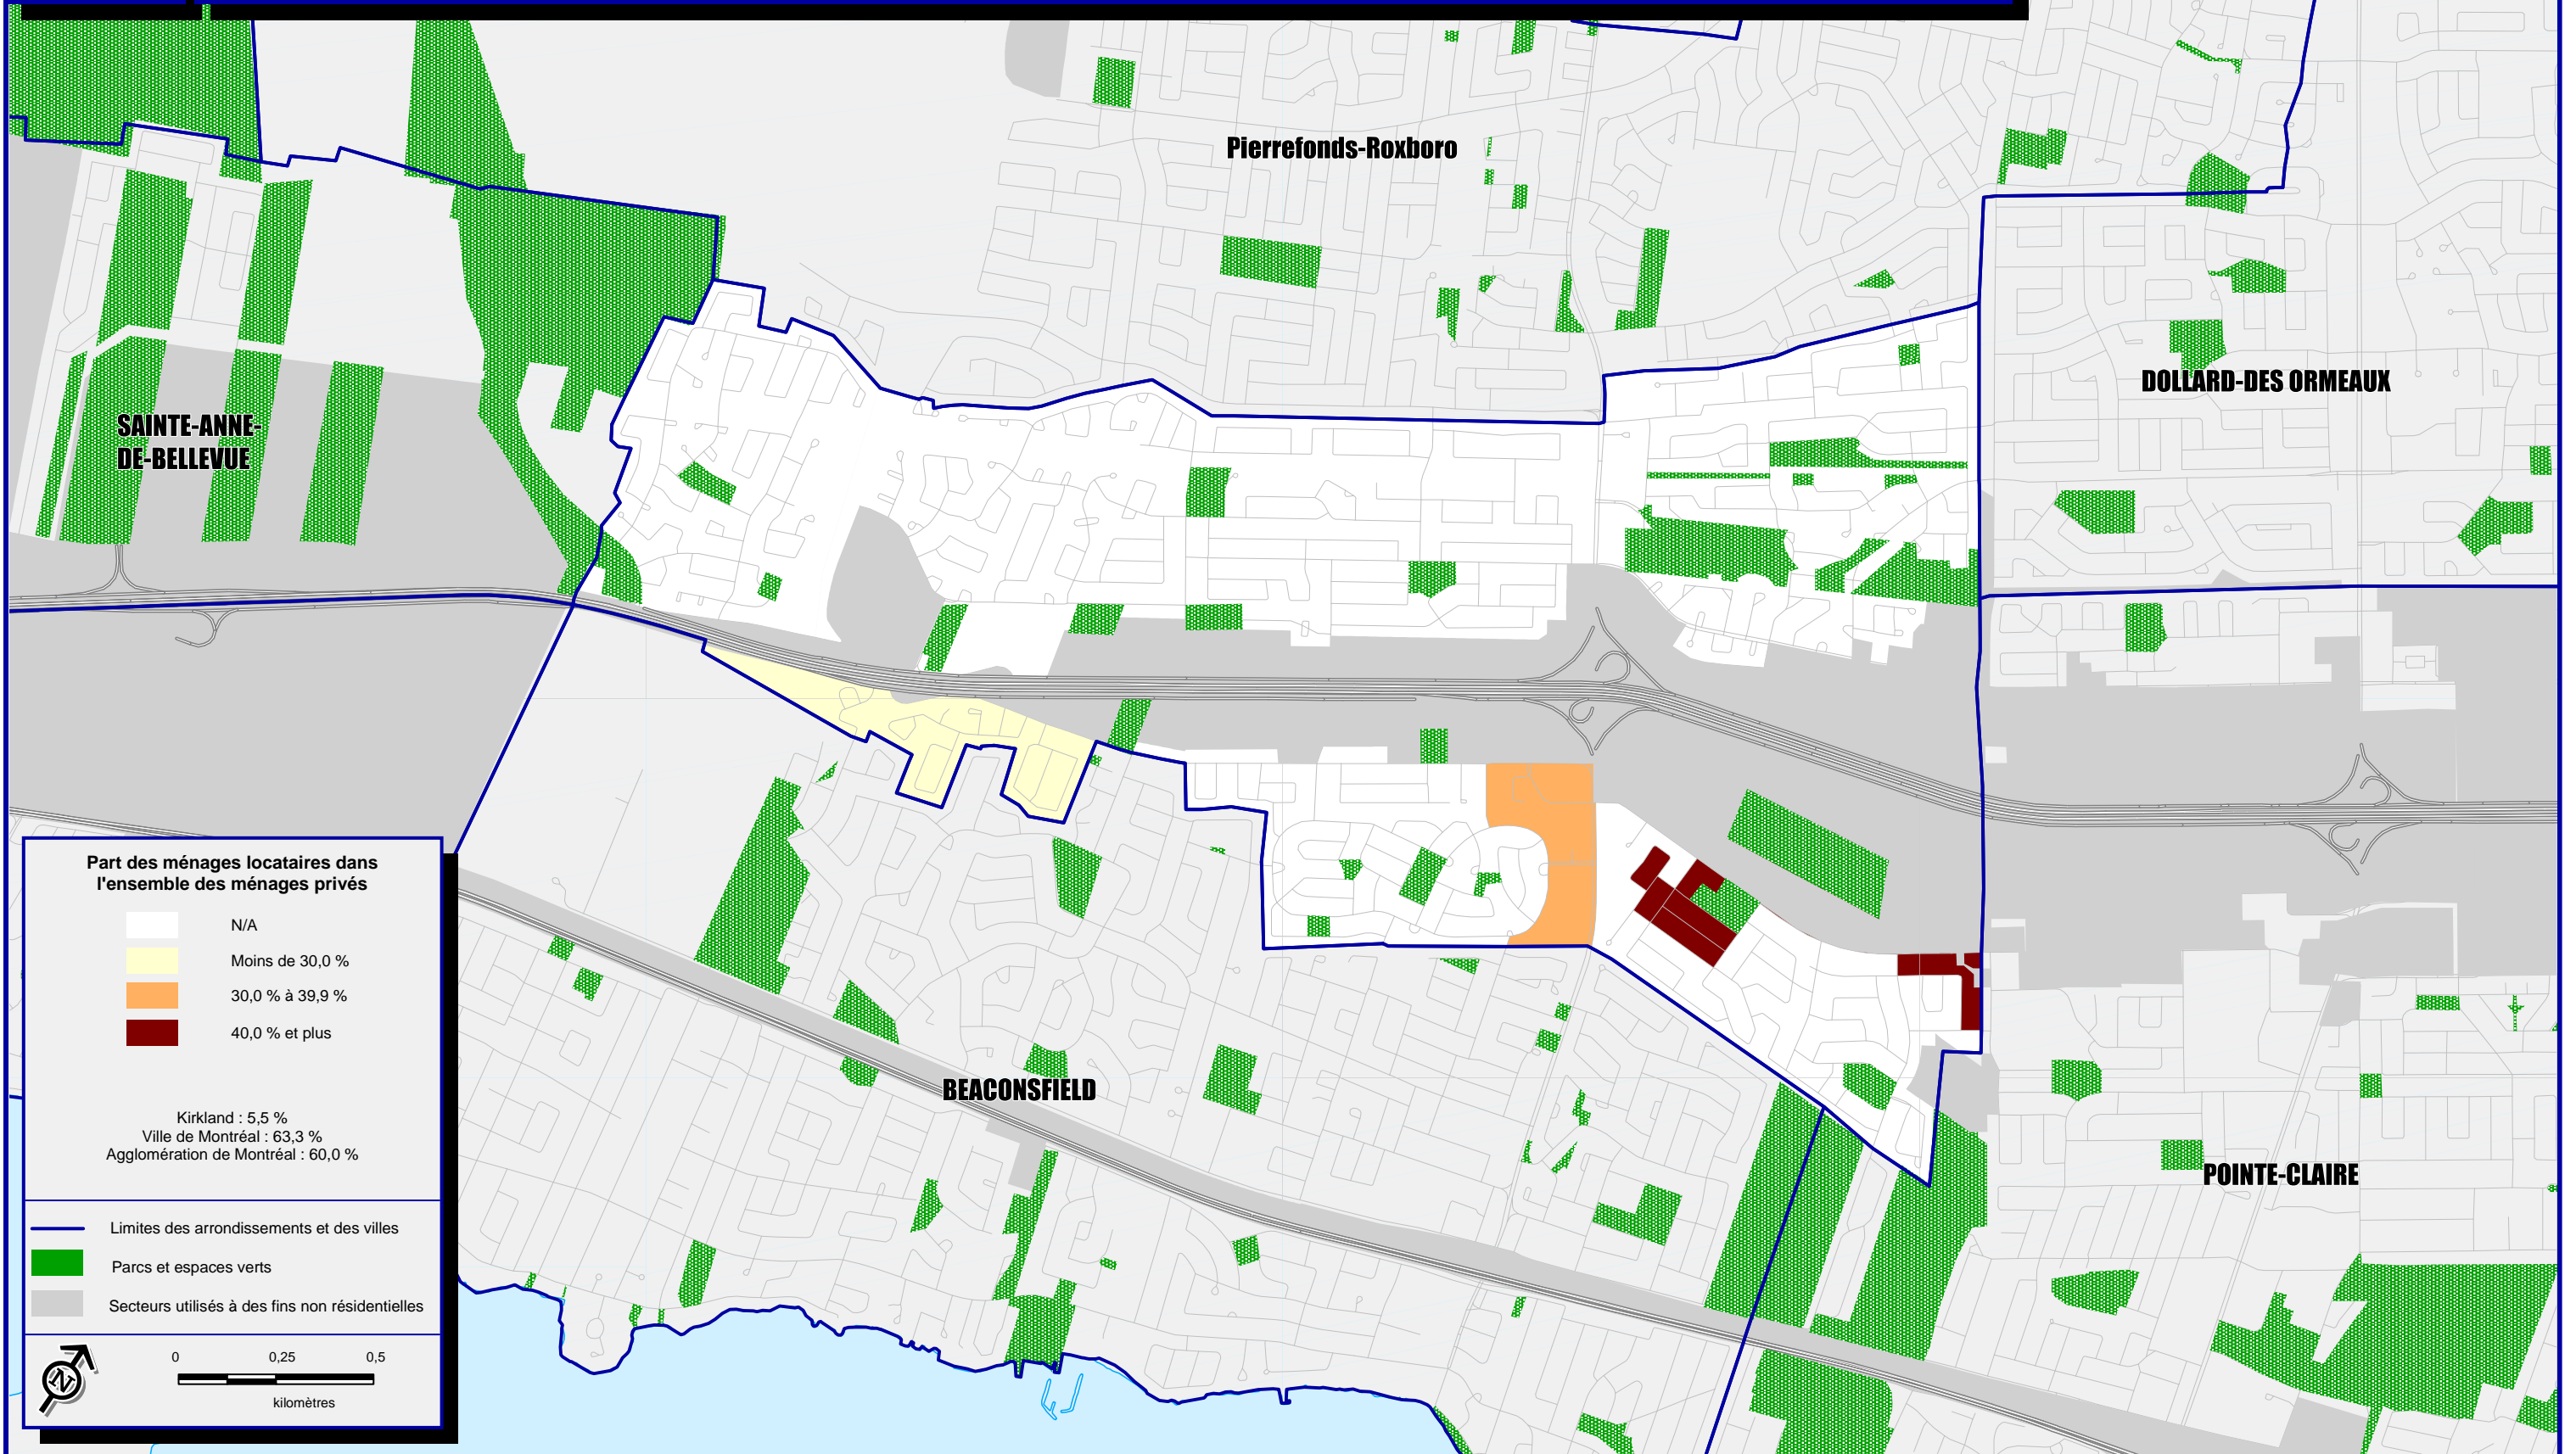 Pierrefonds-Roxboro
DOLLARD-DES ORMEAUX
SAINTE-ANNE-
DE-BELLEVUE
BEACONSFIELD
POINTE-CLAIRE
Part des ménages locataires dans
l'ensemble des ménages privés
N/A
Moins de 30,0 %
30,0 % à 39,9 %
40,0 % et plus
Kirkland : 5,5 %
Ville de Montréal : 63,3 %
Agglomération de Montréal : 60,0 %
Limites des arrondissements et des villes
Parcs et espaces verts
Secteurs utilisés à des fins non résidentielles
N
0 0,25 0,5
kilomètres